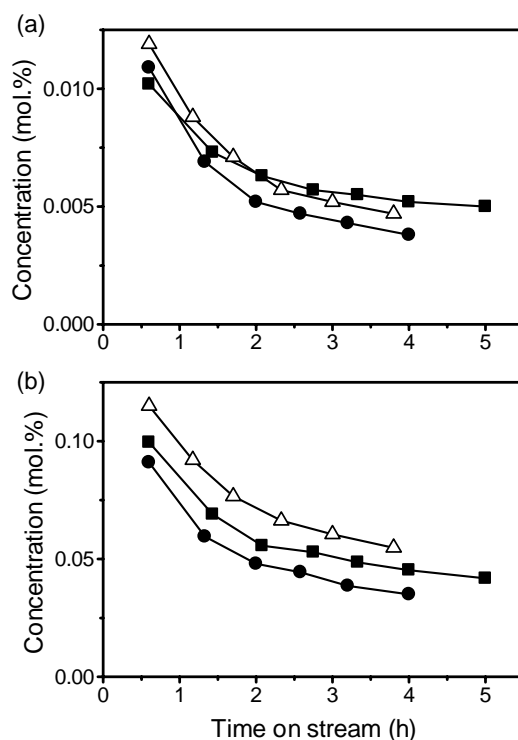 (a)
Concentration (mol.%)
0.010
0.005
0.000
0 1 2 3 4 5
(b)
Concentration (mol.%)
0.10
0.05
0.00
0 1 2 3 4 5
Time on stream (h)